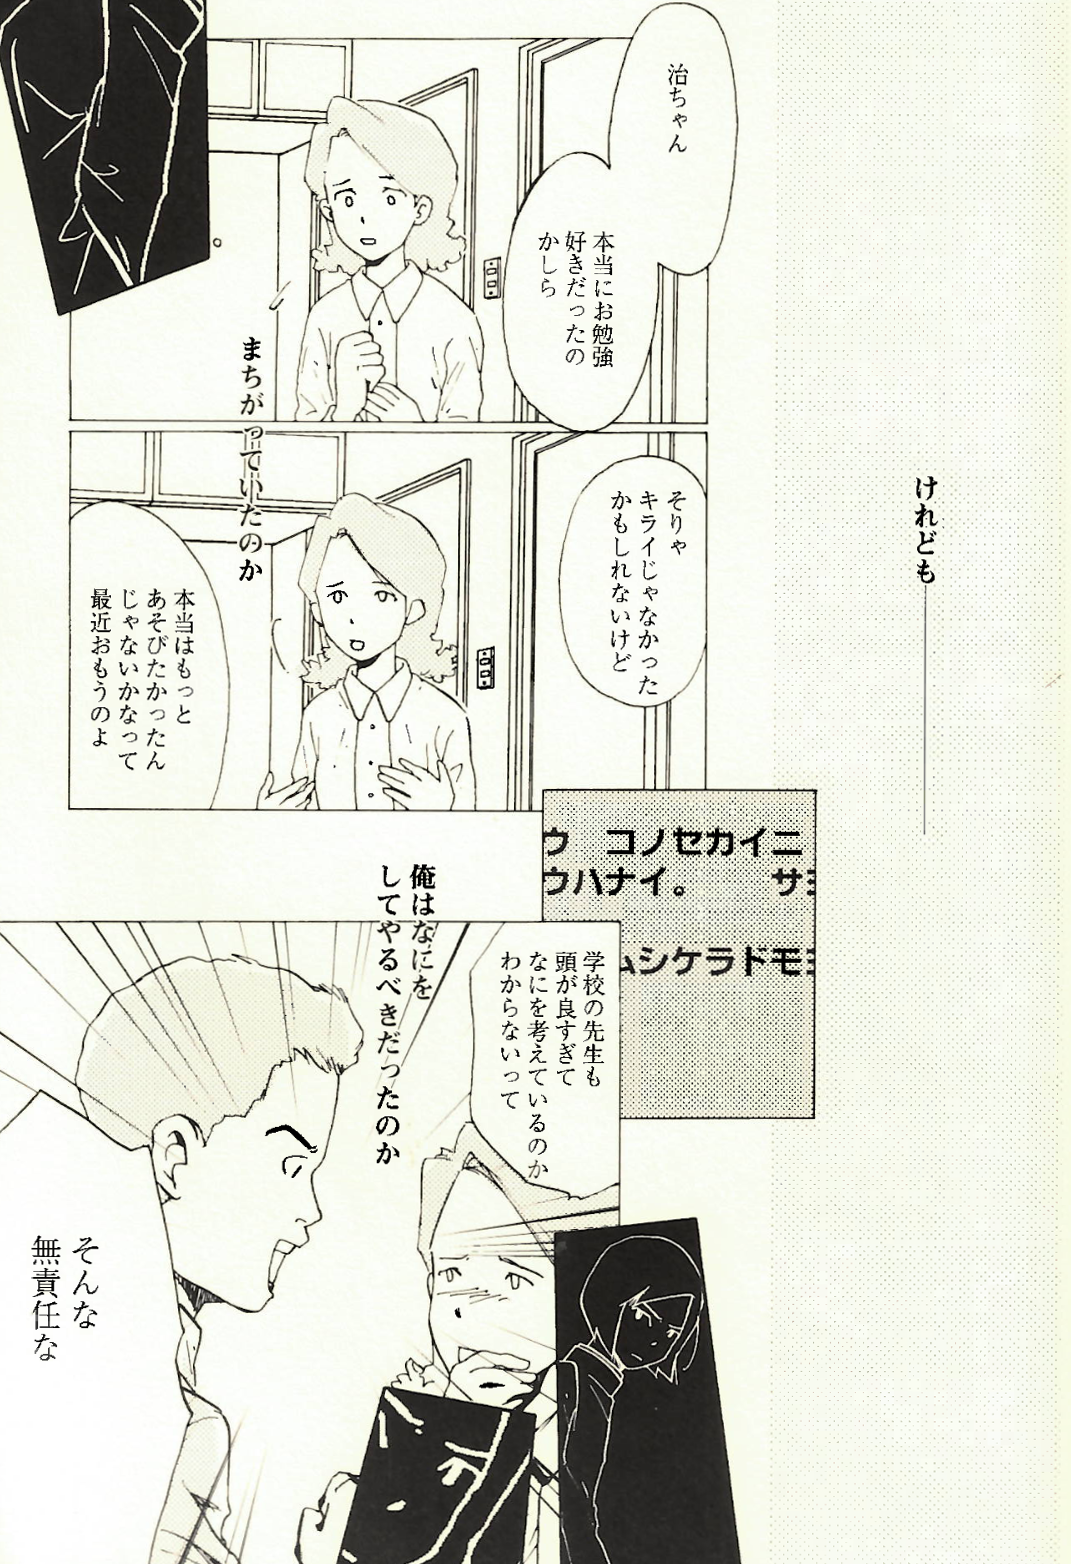 けれども
治ちゃん
本当にお勉強
好きだったの
かしら
まちがっていたのか
そりゃ
キライじゃなかった
かもしれないけど
本当はもっと
あそびたかったん
じゃないかなって
最近おもうのよ
ウ　コノセカイニ
ウハナイ。　サヨ
ムシケラドモヨ
俺はなにを
してやるべきだったのか
学校の先生も
頭が良すぎて
なにを考えているのか
わからないって
そんな
無責任な